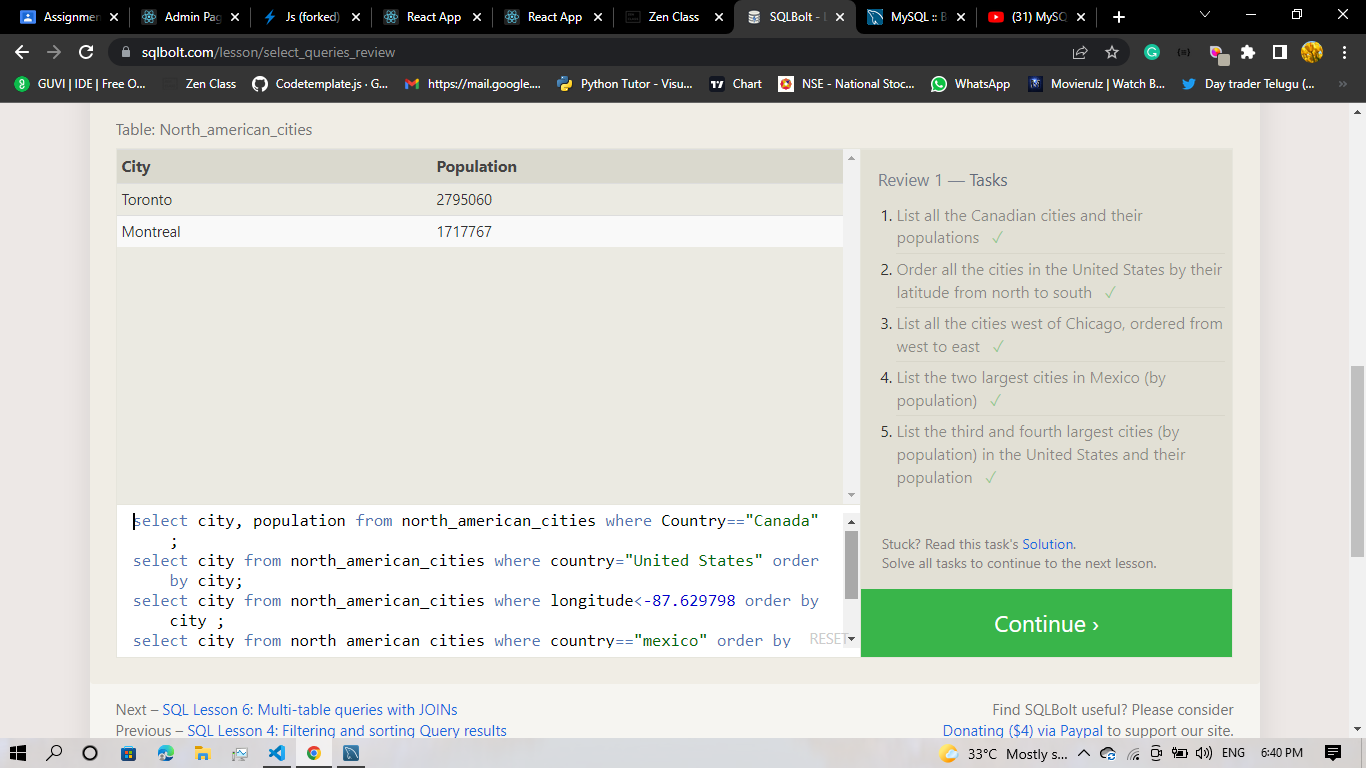 Assignmen
Admin Pag
Js (forked)
React App
React App
Zen Class
SQLBolt - 
MySQL :: B
(31) MySQ
sqlbolt.com/lesson/select_queries_review
GUVI | IDE | Free O...
Zen Class
Codetemplate.js · G...
https://mail.google....
Python Tutor - Visu...
Chart
NSE - National Stoc...
WhatsApp
Movierulz | Watch B...
Day trader Telugu (...
»
Table: North_american_cities
City Population
Toronto 2795060
Montreal 1717767
Review 1 — Tasks
1. List all the Canadian cities and their
populations ✓
2. Order all the cities in the United States by their
latitude from north to south ✓
3. List all the cities west of Chicago, ordered from
west to east ✓
4. List the two largest cities in Mexico (by
population) ✓
5. List the third and fourth largest cities (by
population) in the United States and their
population ✓
Stuck? Read this task's Solution.
Solve all tasks to continue to the next lesson.
Continue ›
select city, population from north_american_cities where Country=="Canada"
;
select city from north_american_cities where country="United States" order
by city;
select city from north_american_cities where longitude<-87.629798 order by
city ;
select city from north_american_cities where country=="mexico" order by
RESET
Next – SQL Lesson 6: Multi-table queries with JOINs
Previous – SQL Lesson 4: Filtering and sorting Query results
Find SQLBolt useful? Please consider
Donating ($4) via Paypal to support our site.
33°C Mostly s...
ENG
6:40 PM